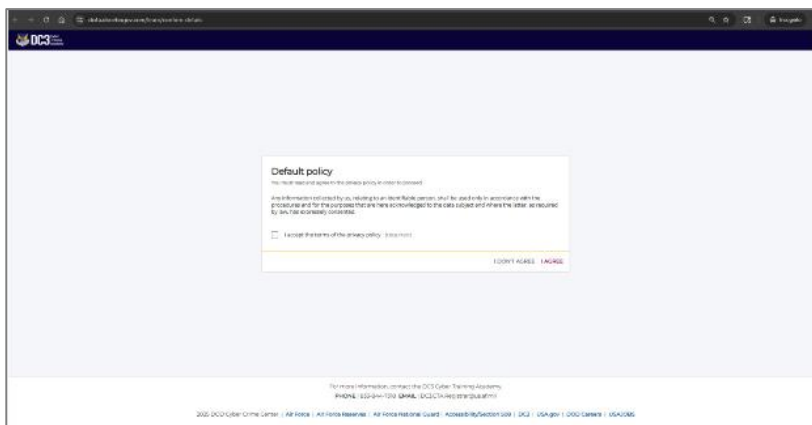 DC3
Incognito
Default policy
You must read and agree to the privacy policy in order to proceed.
Any information collected by us, relating to an identifiable person, shall be used only in accordance with the
procedures and for the purposes that are here acknowledged to the data subject and where the latter, as required
by law, has expressly consented.
I accept the terms of the privacy policy
I DON'T AGREE I AGREE
For more information, contact the DC3 Cyber Training Academy
PHONE: EMAIL:
2025 DOD Cyber Crime Center | Air Force | Air Force Reserves | Air Force National Guard | Accessibility/Section 508 | DC3 | USA.gov | DOD Careers | USAJOBS